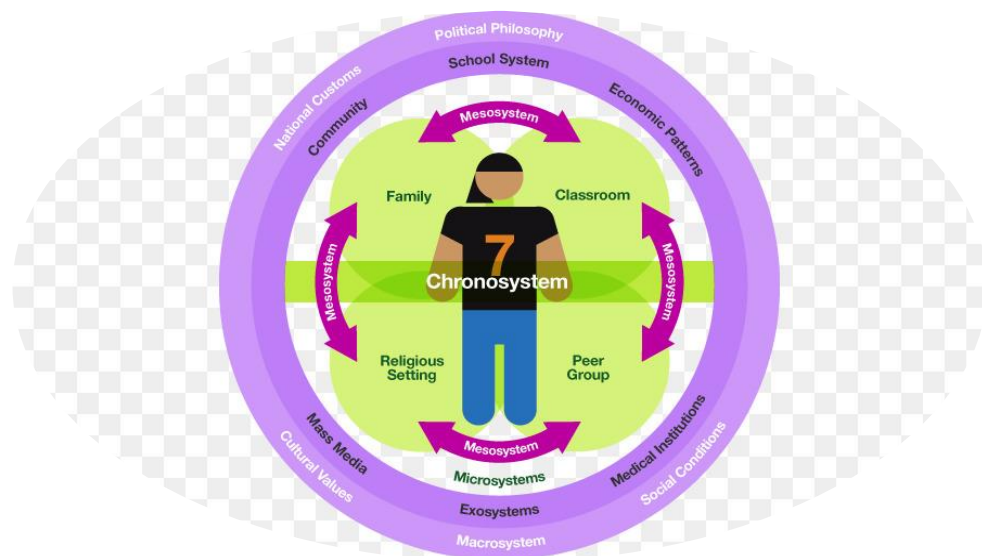 Political Philosophy
School System
National Customs
Community
Economic Patterns
Mesosystem
Family
Classroom
7
Mesosystem
Chronosystem
Mesosystem
Religious
Setting
Peer
Group
Mesosystem
Microsystems
Mass Media
Cultural Values
Medical Institutions
Social Conditions
Exosystems
Macrosystem